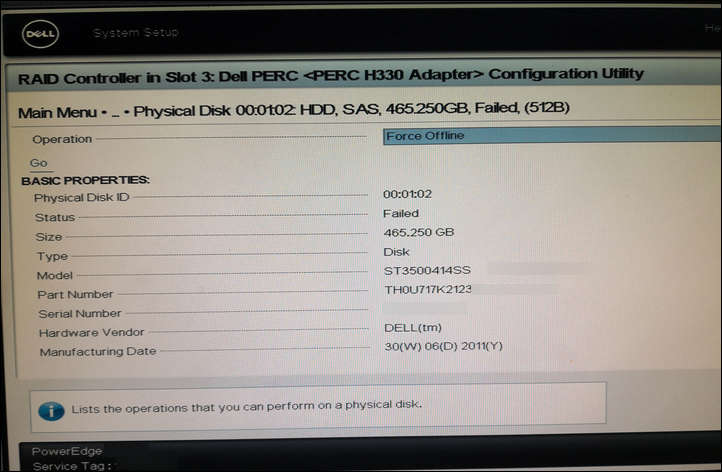 DELL System Setup He
RAID Controller in Slot 3: Dell PERC <PERC H330 Adapter> Configuration Utility
Main Menu • ... • Physical Disk 00:01:02: HDD, SAS, 465.250GB, Failed, (512B)
Operation Force Offline
Go
BASIC PROPERTIES:
Physical Disk ID 00:01:02
Status Failed
Size 465.250 GB
Type Disk
Model ST3500414SS
Part Number TH0U717K2123
Serial Number
Hardware Vendor DELL(tm)
Manufacturing Date 30(W) 06(D) 2011(Y)
Lists the operations that you can perform on a physical disk.
PowerEdge
Service Tag: